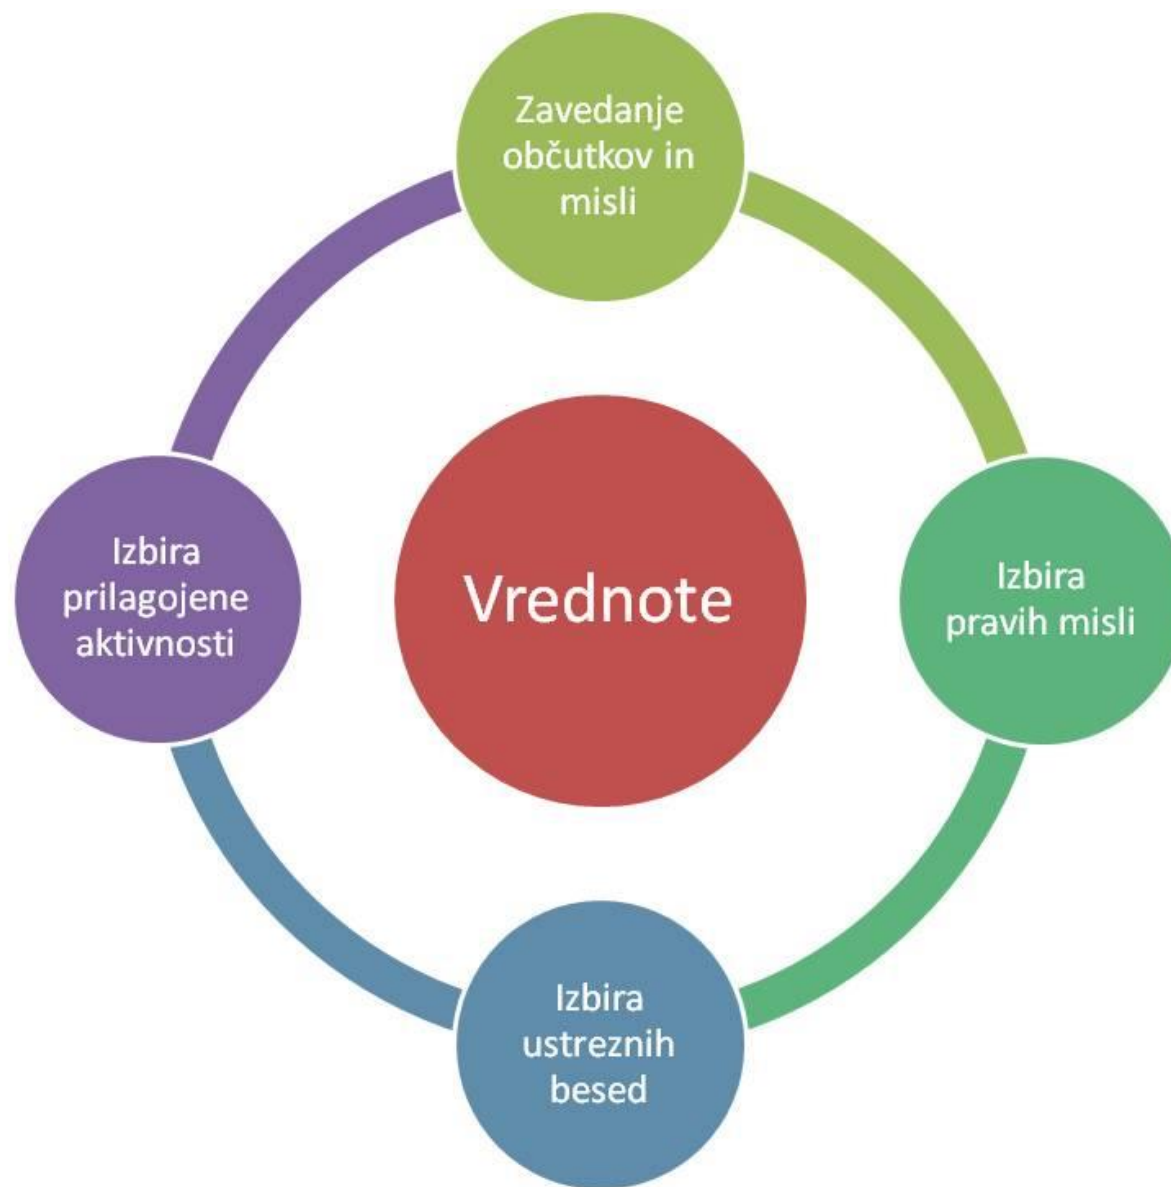 Zavedanje
občutkov in
misli
Izbira
prilagojene
aktivnosti
Vrednote
Izbira
pravih misli
Izbira
ustreznih
besed